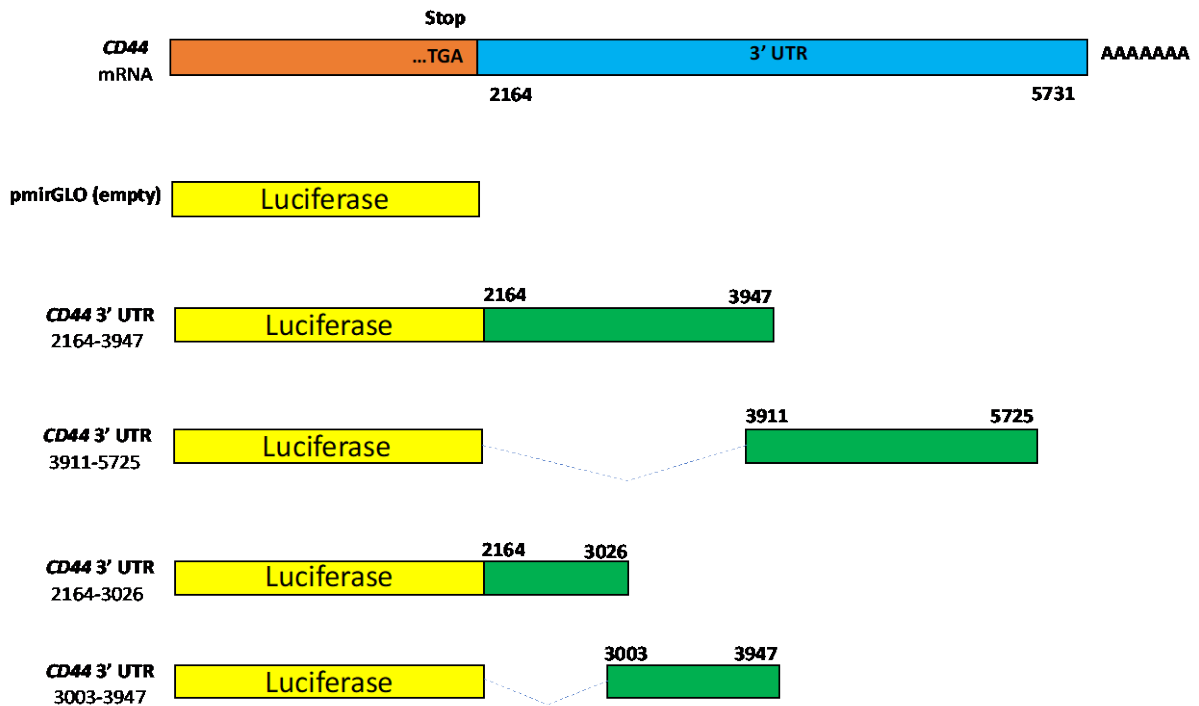 Stop
CD44
mRNA
...TGA
3’ UTR
AAAAAAA
2164
5731
pmirGLO (empty)
Luciferase
2164
3947
CD44 3’ UTR
2164-3947
Luciferase
3911
5725
CD44 3’ UTR
3911-5725
Luciferase
2164
3026
CD44 3’ UTR
2164-3026
Luciferase
3003
3947
CD44 3’ UTR
3003-3947
Luciferase